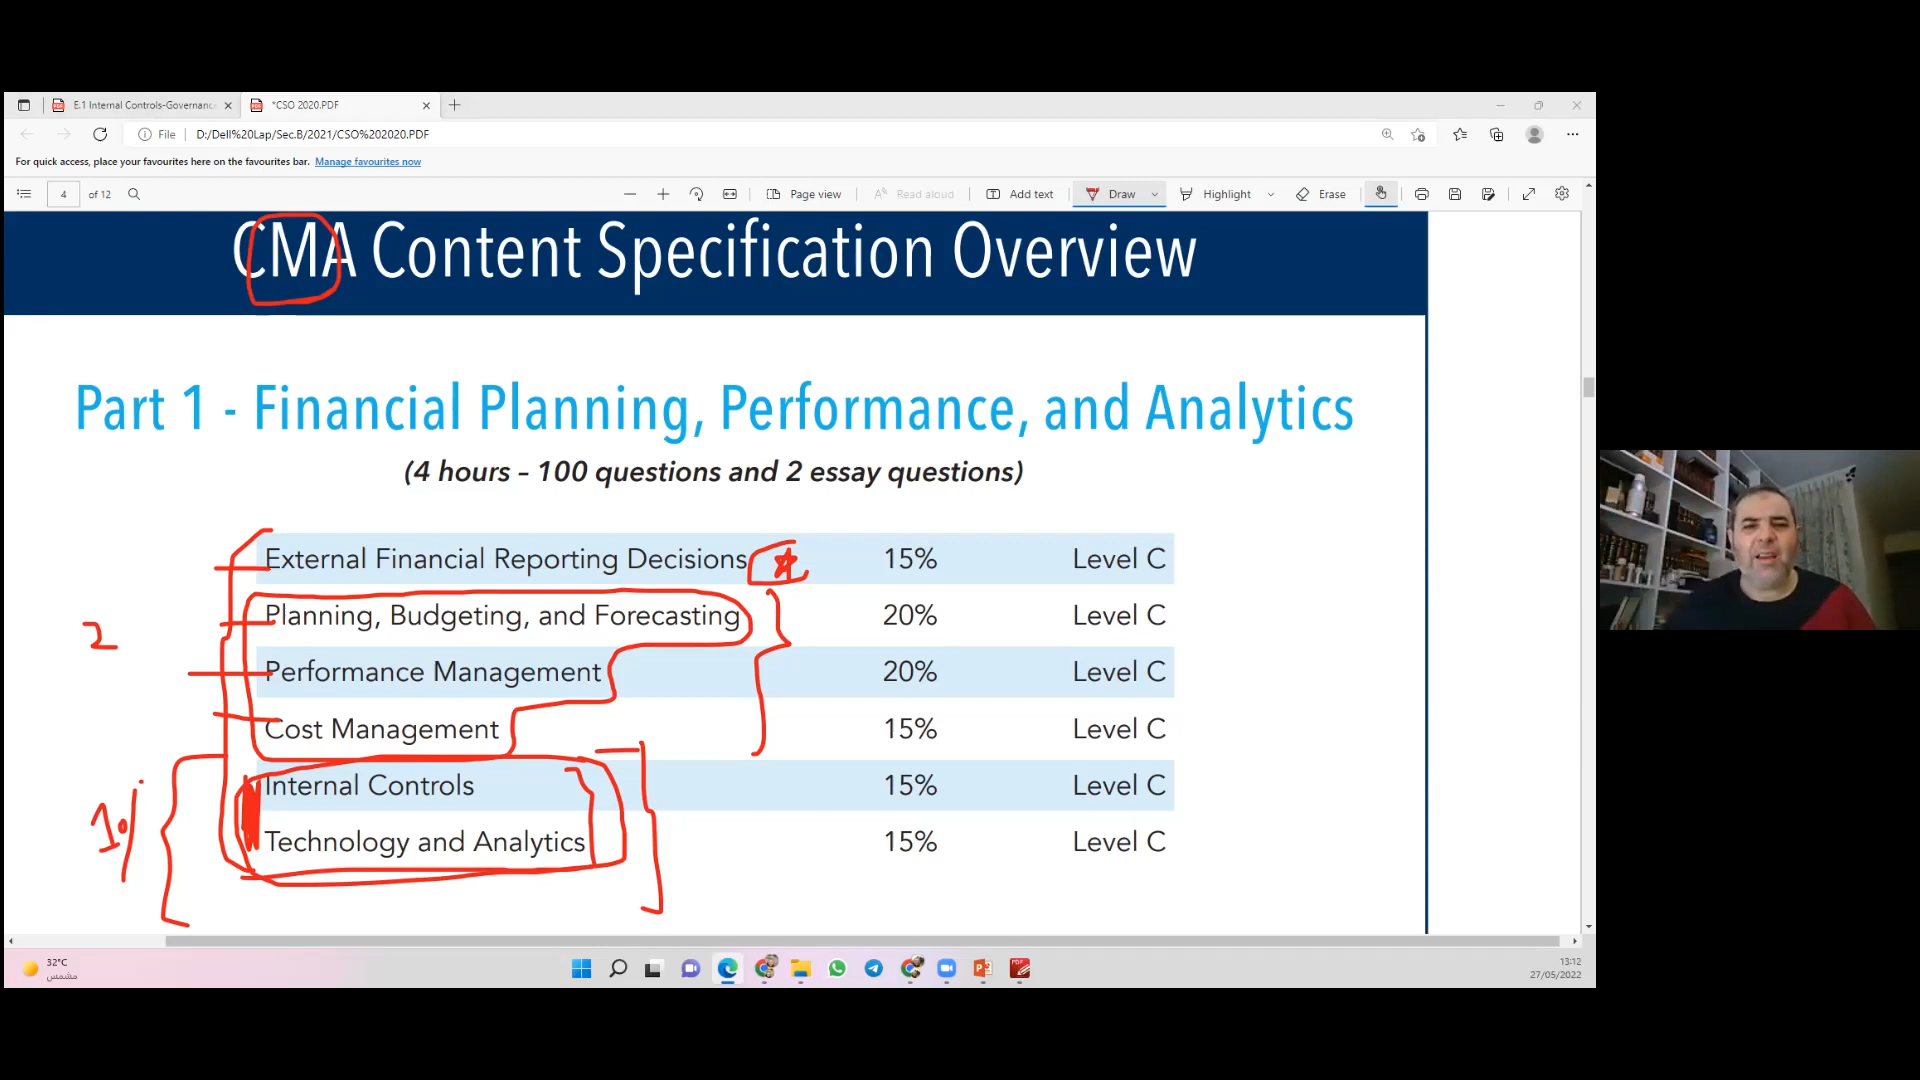 E.1 Internal Controls-Governanc
*CSO 2020.PDF
File
D:/Dell%20Lap/Sec.B/2021/CSO%202020.PDF
For quick access, place your favourites here on the favourites bar. Manage favourites now
4 of 12
Page view
Read aloud
Add text
Draw
Highlight
Erase
CMA Content Specification Overview
Part 1 - Financial Planning, Performance, and Analytics
(4 hours – 100 questions and 2 essay questions)
External Financial Reporting Decisions 15% Level C
Planning, Budgeting, and Forecasting 20% Level C
2
Performance Management 20% Level C
Cost Management 15% Level C
Internal Controls 15% Level C
Technology and Analytics 15% Level C
32°C
مشمس
13:12
27/05/2022